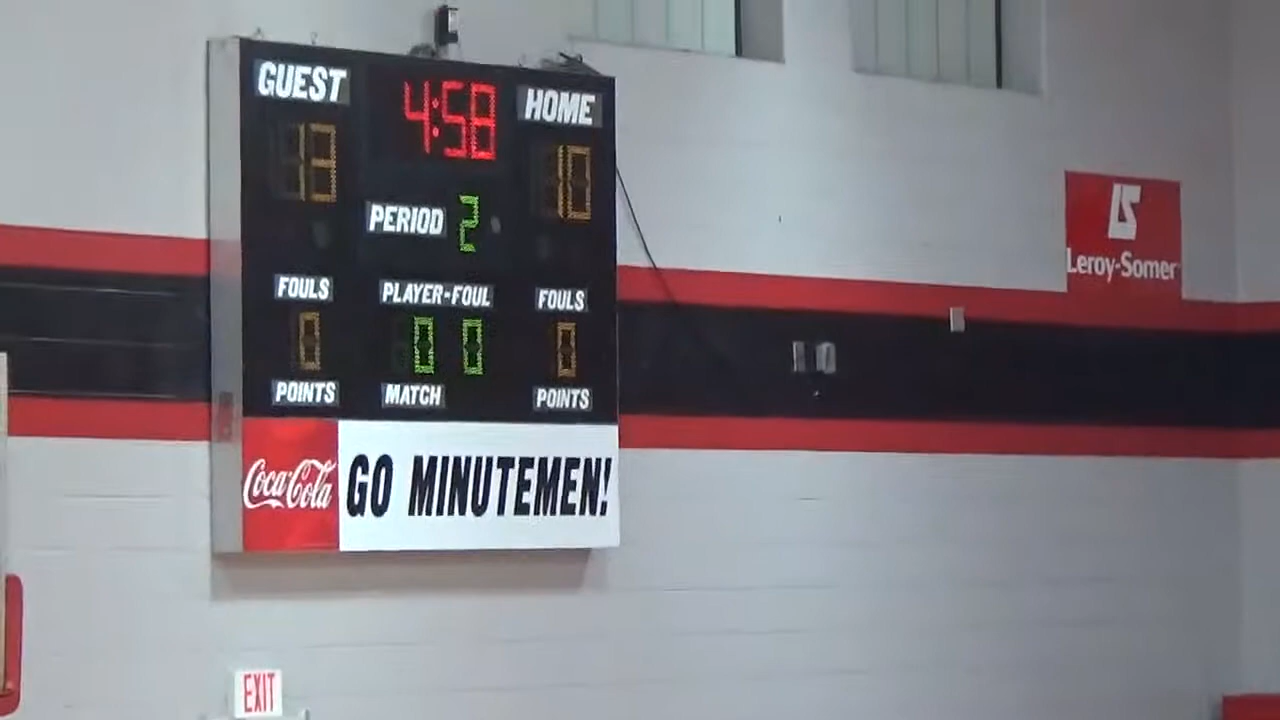 GUEST
4:58
HOME
13
10
PERIOD 2
FOULS
PLAYER-FOUL
FOULS
0
0 0
0
POINTS
MATCH
POINTS
Coca-Cola
GO MINUTEMEN!
LS
Leroy-Somer
EXIT